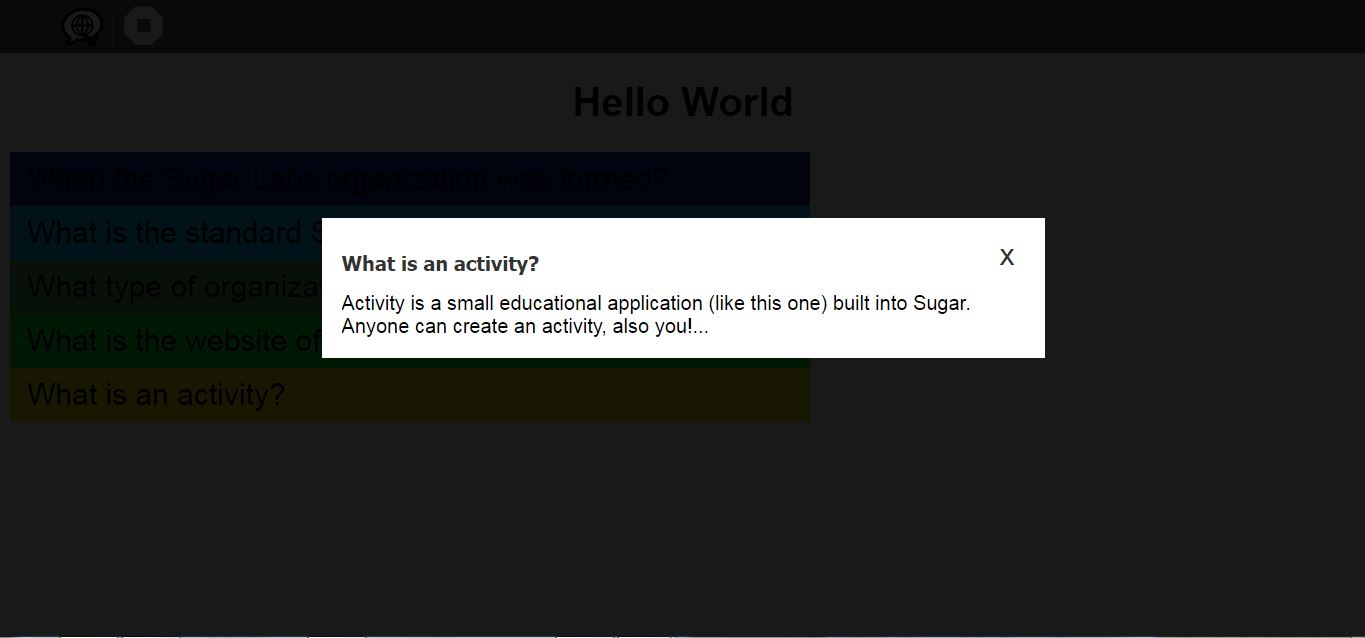 Hello World
When the Sugar Labs organization was formed?
What is the standard
What type of
What is the website of
What is an activity?
What is an activity?
X
Activity is a small educational application (like this one) built into Sugar.
Anyone can create an activity, also you!...